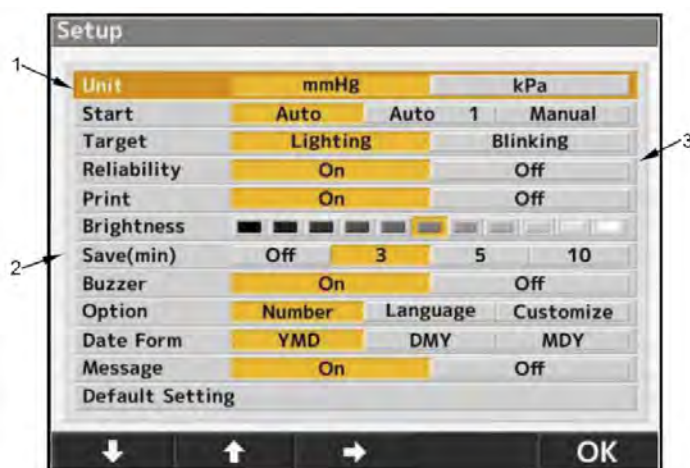 Setup
1
Unit mmHg kPa
Start Auto Auto 1 Manual
Target Lighting Blinking
3
Reliability On Off
Print On Off
Brightness
2
Save(min) Off 3 5 10
Buzzer On Off
Option Number Language Customize
Date Form YMD DMY MDY
Message On Off
Default Setting
OK